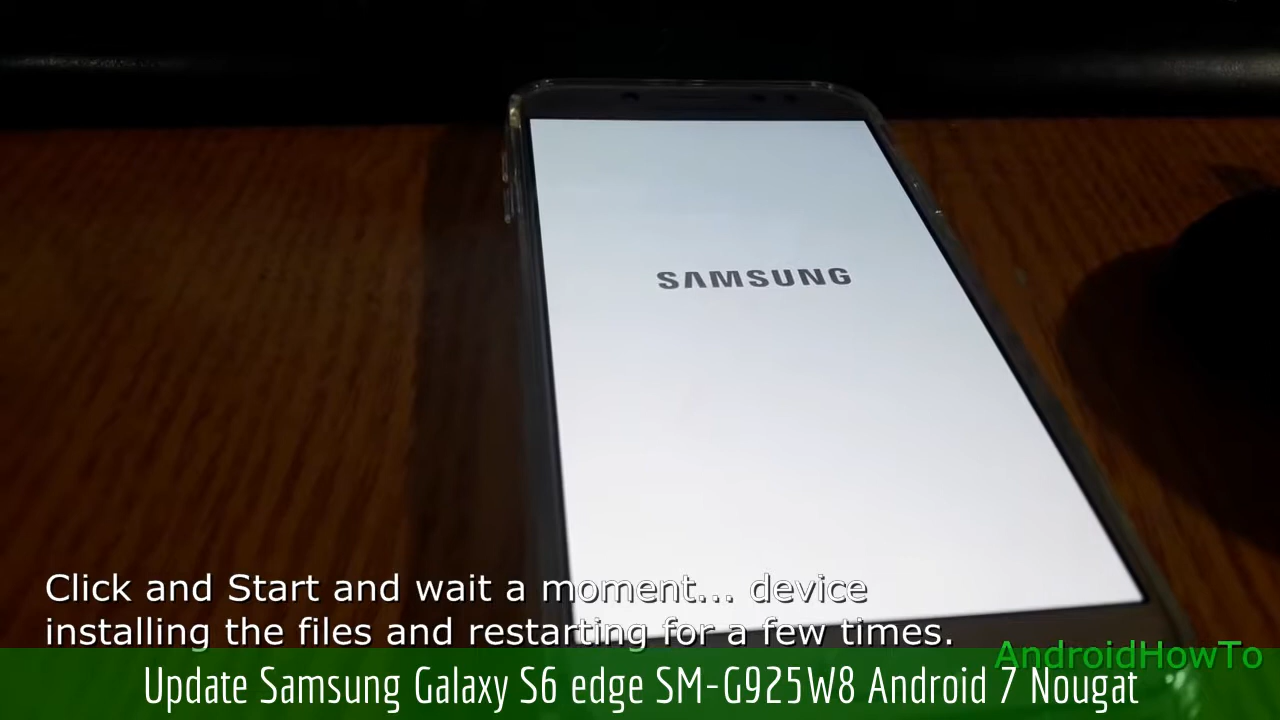 SAMSUNG
Click and Start and wait a moment... device
installing the files and restarting for a few times.
AndroidHowTo
Update Samsung Galaxy S6 edge SM-G925W8 Android 7 Nougat